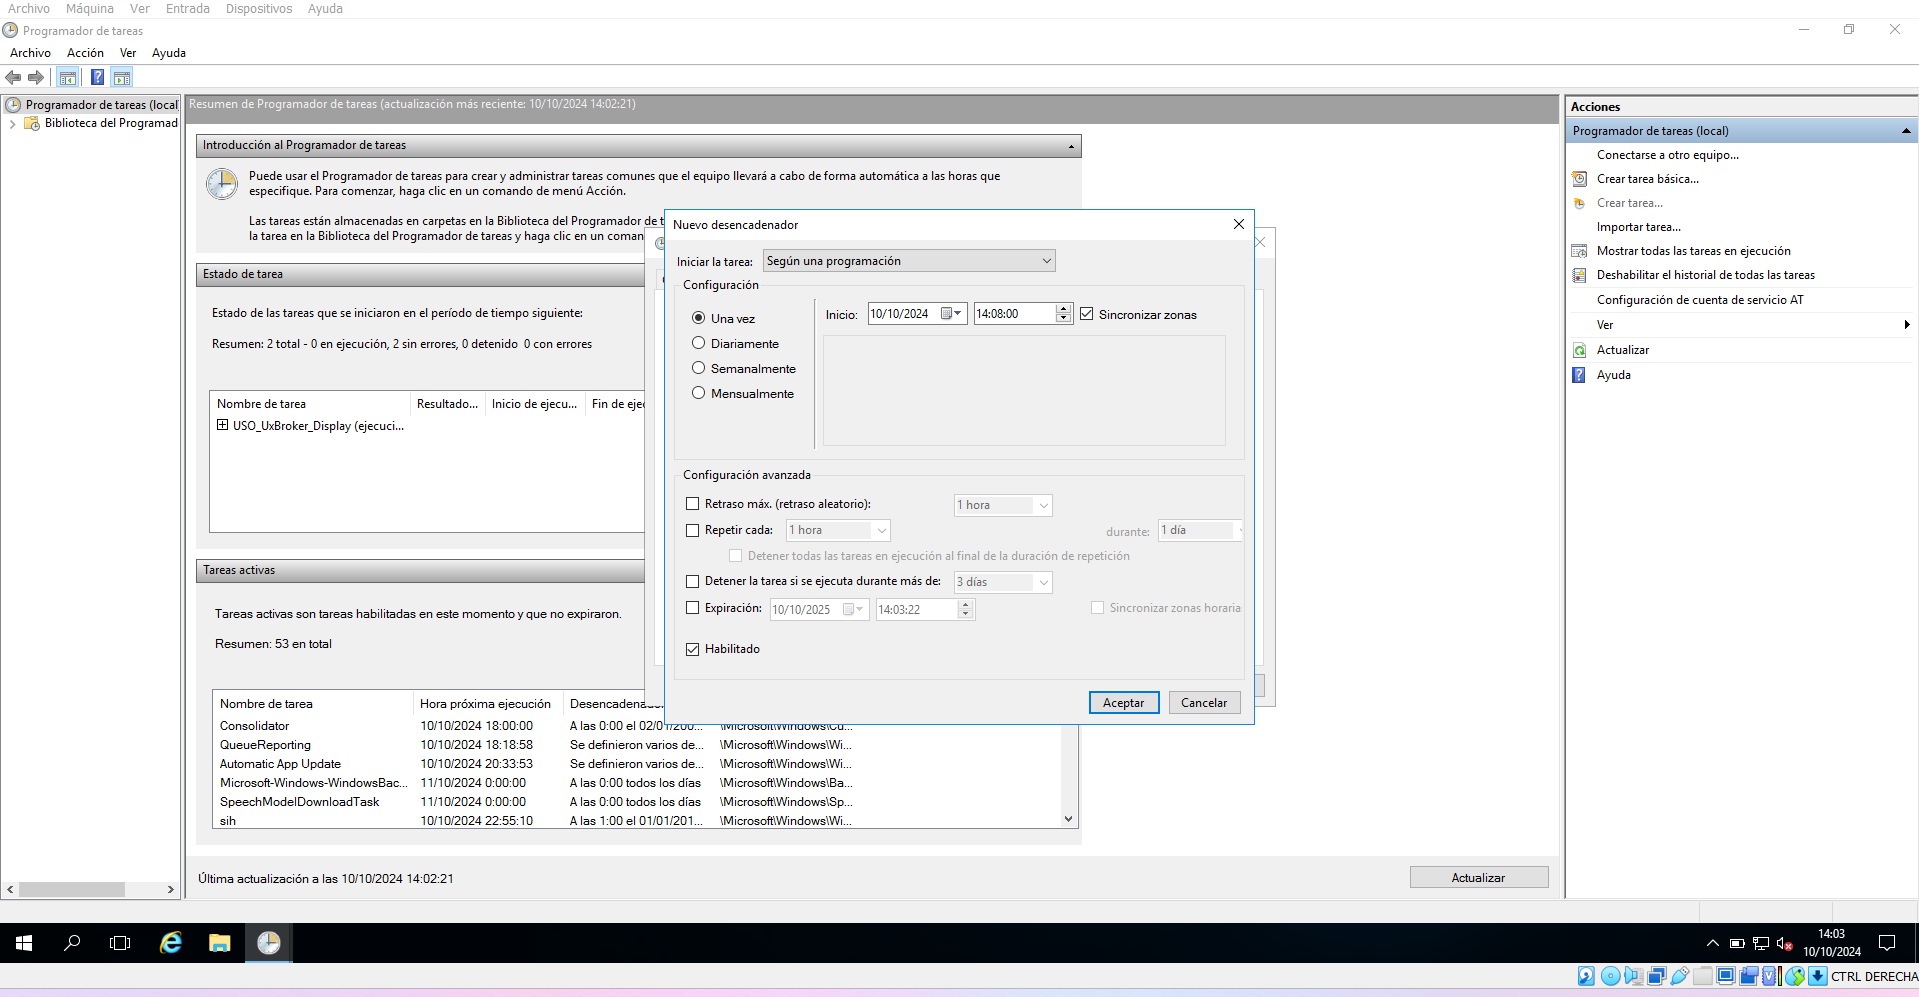 Archivo Máquina Ver Entrada Dispositivos Ayuda
Programador de tareas
Archivo Acción Ver Ayuda
Programador de tareas (local
Biblioteca del Programad
Resumen de Programador de tareas (actualización más reciente: 10/10/2024 14:02:21)
Introducción al Programador de tareas
Puede usar el Programador de tareas para crear y administrar tareas comunes que el equipo llevará a cabo de forma automática a las horas que
especifique. Para comenzar, haga clic en un comando de menú Acción.
Las tareas están almacenadas en carpetas en la Biblioteca del Programador de t
la tarea en la Biblioteca del Programador de tareas y haga clic en un coman
Estado de tarea
Estado de las tareas que se iniciaron en el período de tiempo siguiente:
Resumen: 2 total - 0 en ejecución, 2 sin errores, 0 detenido 0 con errores
Nombre de tarea Resultado... Inicio de ejecu... Fin de eje
USO_UxBroker_Display (ejecuci...
Tareas activas
Tareas activas son tareas habilitadas en este momento y que no expiraron.
Resumen: 53 en total
Nombre de tarea Hora próxima ejecución Desencadena
Consolidator 10/10/2024 18:00:00 A las 0:00 el 02/01/200... \Microsoft\Windows\Cu...
QueueReporting 10/10/2024 18:18:58 Se definieron varios de... \Microsoft\Windows\Wi...
Automatic App Update 10/10/2024 20:33:53 Se definieron varios de... \Microsoft\Windows\Wi...
Microsoft-Windows-WindowsBac... 11/10/2024 0:00:00 A las 0:00 todos los días \Microsoft\Windows\Ba...
SpeechModelDownloadTask 11/10/2024 0:00:00 A las 0:00 todos los días \Microsoft\Windows\Sp...
sih 10/10/2024 22:55:10 A las 1:00 el 01/01/201... \Microsoft\Windows\Wi...
Última actualización a las 10/10/2024 14:02:21
Actualizar
Nuevo desencadenador
Iniciar la tarea: Según una programación
Configuración
Una vez
Diariamente
Semanalmente
Mensualmente
Inicio: 10/10/2024 14:08:00 Sincronizar zonas
Configuración avanzada
Retraso máx. (retraso aleatorio): 1 hora
Repetir cada: 1 hora durante: 1 día
Detener todas las tareas en ejecución al final de la duración de repetición
Detener la tarea si se ejecuta durante más de: 3 días
Expiración: 10/10/2025 14:03:22 Sincronizar zonas horaria
Habilitado
Aceptar Cancelar
Acciones
Programador de tareas (local)
Conectarse a otro equipo...
Crear tarea básica...
Crear tarea...
Importar tarea...
Mostrar todas las tareas en ejecución
Deshabilitar el historial de todas las tareas
Configuración de cuenta de servicio AT
Ver
Actualizar
Ayuda
14:03
10/10/2024
CTRL DERECHA